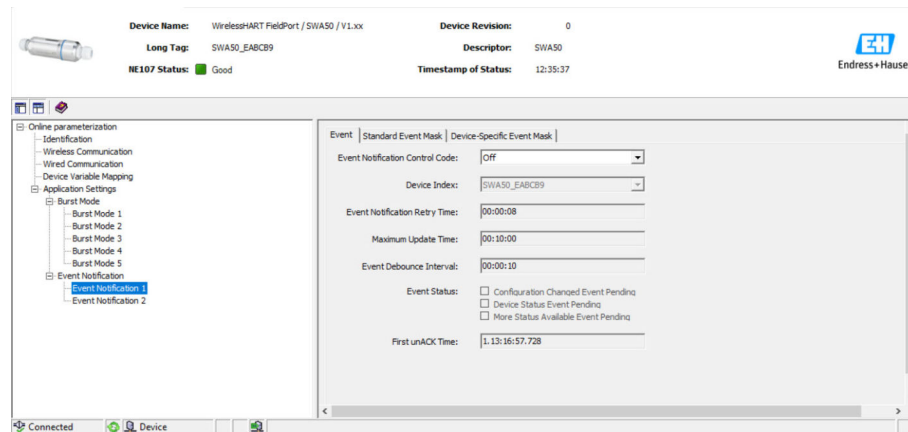 Device Name: WirelessHART FieldPort / SWA50 / V1.xx Device Revision: 0
Long Tag: SWA50_EABCB9 Descriptor: SWA50
NE107 Status: Good Timestamp of Status: 12:35:37
EH
Endress+Hause
Online parameterization
Identification
Wireless Communication
Wired Communication
Device Variable Mapping
Application Settings
Burst Mode
Burst Mode 1
Burst Mode 2
Burst Mode 3
Burst Mode 4
Burst Mode 5
Event Notification
Event Notification 1
Event Notification 2
Event Standard Event Mask Device-Specific Event Mask
Event Notification Control Code: Off
Device Index: SWA50_EABCB9
Event Notification Retry Time: 00:00:08
Maximum Update Time: 00:10:00
Event Debounce Interval: 00:00:10
Event Status: Configuration Changed Event Pending
Device Status Event Pending
More Status Available Event Pending
First unACK Time: 1.13:16:57.728
Connected Device